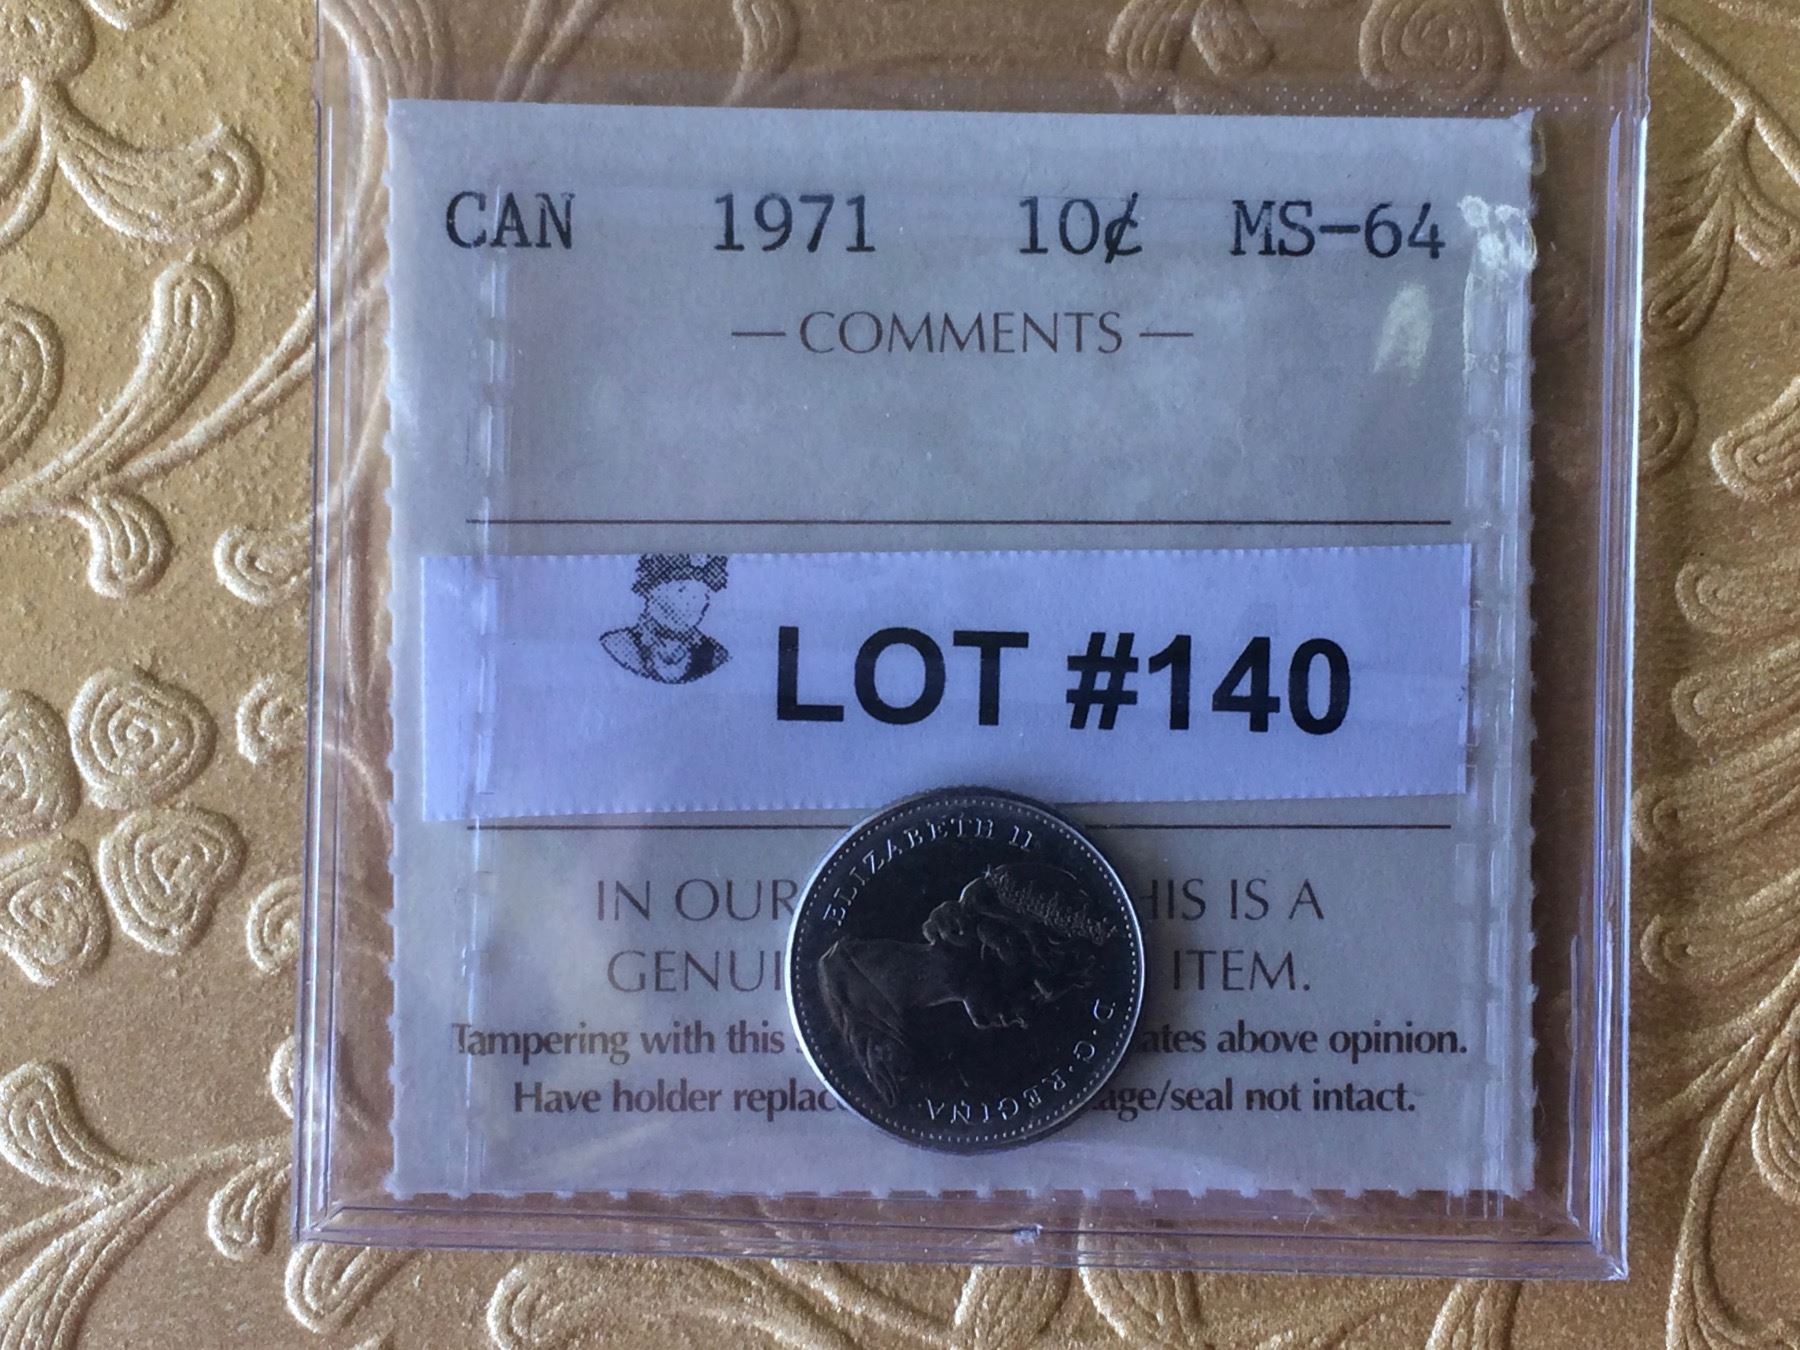 CAN 1971 10¢ MS-64
— COMMENTS —
LOT #140
ELIZABETH II D·G·REGINA
IN OUR HIS IS A
GENUI ITEM.
Tampering with this ates above opinion.
Have holder replac age/seal not intact.